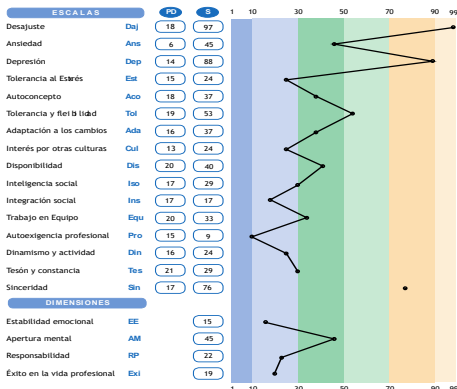 ESCALAS PD S 1 10 30 50 70 90 99
Desajuste Daj 18 97
Ansiedad Ans 6 45
Depresión Dep 14 88
Tolerancia al Estrés Est 15 24
Autoconcepto Aco 18 37
Tolerancia y flexibilidad Tol 19 53
Adaptación a los cambios Ada 16 37
Interés por otras culturas Cul 13 24
Disponibilidad Dis 20 40
Inteligencia social Iso 17 29
Integración social Ins 17 17
Trabajo en Equipo Equ 20 33
Autoexigencia profesional Pro 15 9
Dinamismo y actividad Din 16 24
Tesón y constancia Tes 21 29
Sinceridad Sin 17 76
DIMENSIONES
Estabilidad emocional EE 15
Apertura mental AM 45
Responsabilidad RP 22
Éxito en la vida profesional Exi 19
1 10 30 50 70 90 99